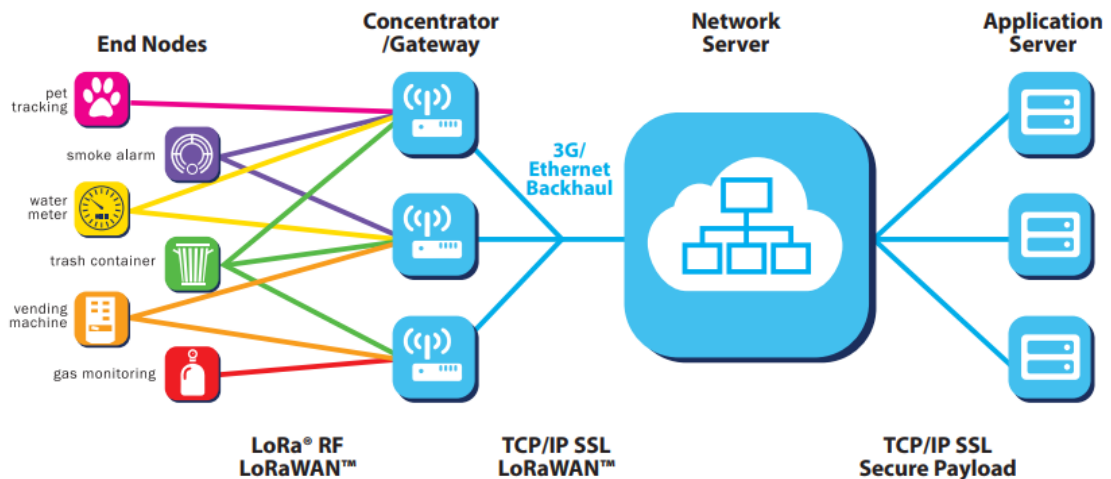 End Nodes
Concentrator
/Gateway
Network
Server
Application
Server
pet
tracking
smoke alarm
water
meter
trash container
vending
machine
gas monitoring
3G/
Ethernet
Backhaul
LoRa® RF
LoRaWAN™
TCP/IP SSL
LoRaWAN™
TCP/IP SSL
Secure Payload